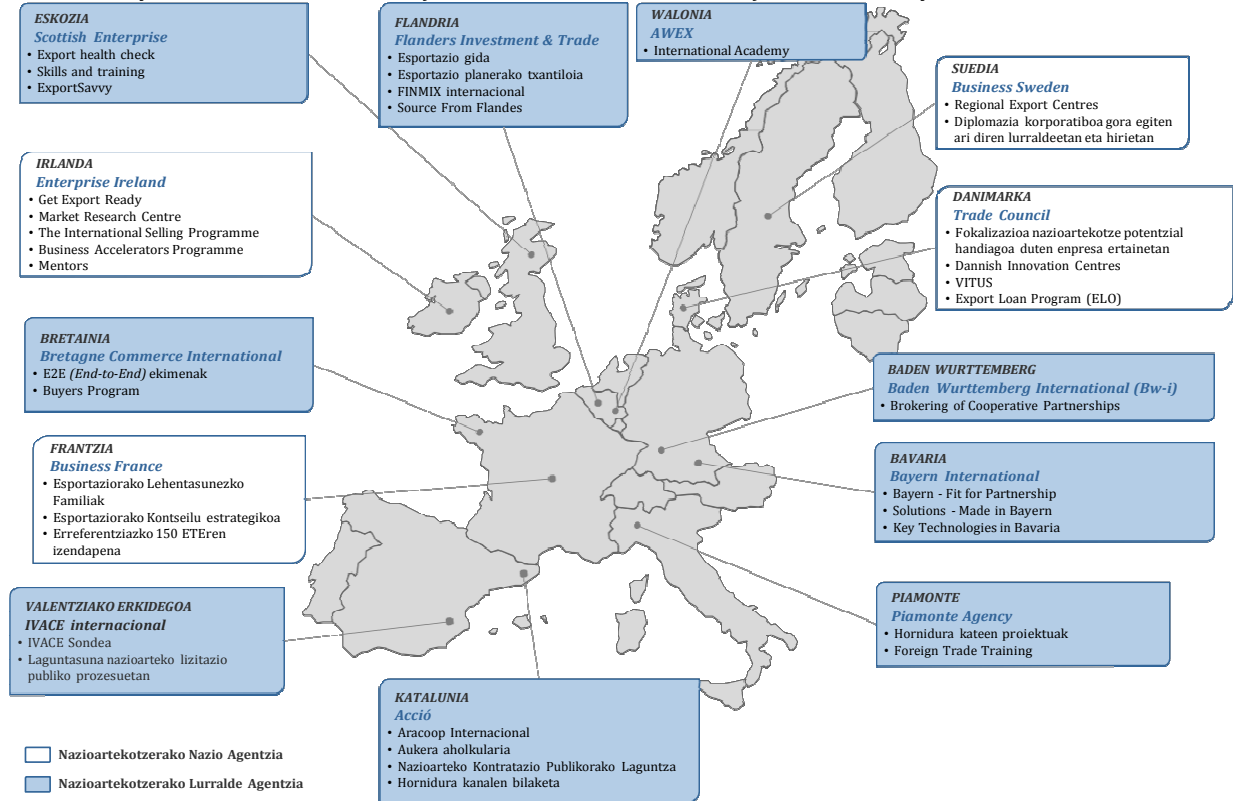 ESKOZIA
Scottish Enterprise
• Export health check
• Skills and training
• ExportSavvy
FLANDRIA
Flanders Investment & Trade
• Esportazio gida
• Esportazio planerako txantiloia
• FINMIX internacional
• Source From Flandes
WALONIA
AWEX
• International Academy
SUEDIA
Business Sweden
• Regional Export Centres
• Diplomazia korporatiboa gora egiten
ari diren lurraldeetan eta hirietan
IRLANDA
Enterprise Ireland
• Get Export Ready
• Market Research Centre
• The International Selling Programme
• Business Accelerators Programme
• Mentors
DANIMARKA
Trade Council
• Fokalizazioa nazioartekotze potentzial
handiagoa duten enpresa ertainetan
• Dannish Innovation Centres
• VITUS
• Export Loan Program (ELO)
BRETAINIA
Bretagne Commerce International
• E2E (End-to-End) ekimenak
• Buyers Program
BADEN WURTTEMBERG
Baden Wurttemberg International (Bw-i)
• Brokering of Cooperative Partnerships
FRANTZIA
Business France
• Esportaziorako Lehentasunezko
Familiak
• Esportaziorako Kontseilu estrategikoa
• Erreferentziazko 150 ETEren
izendapena
BAVARIA
Bayern International
• Bayern - Fit for Partnership
• Solutions - Made in Bayern
• Key Technologies in Bavaria
VALENTZIAKO ERKIDEGOA
IVACE internacional
• IVACE Sondea
• Laguntasuna nazioarteko lizitazio
publiko prozesuetan
PIAMONTE
Piamonte Agency
• Hornidura kateen proiektuak
• Foreign Trade Training
KATALUNIA
Acció
• Aracoop Internacional
• Aukera aholkularia
• Nazioarteko Kontratazio Publikorako Laguntza
• Hornidura kanalen bilaketa
Nazioartekotzerako Nazio Agentzia
Nazioartekotzerako Lurralde Agentzia